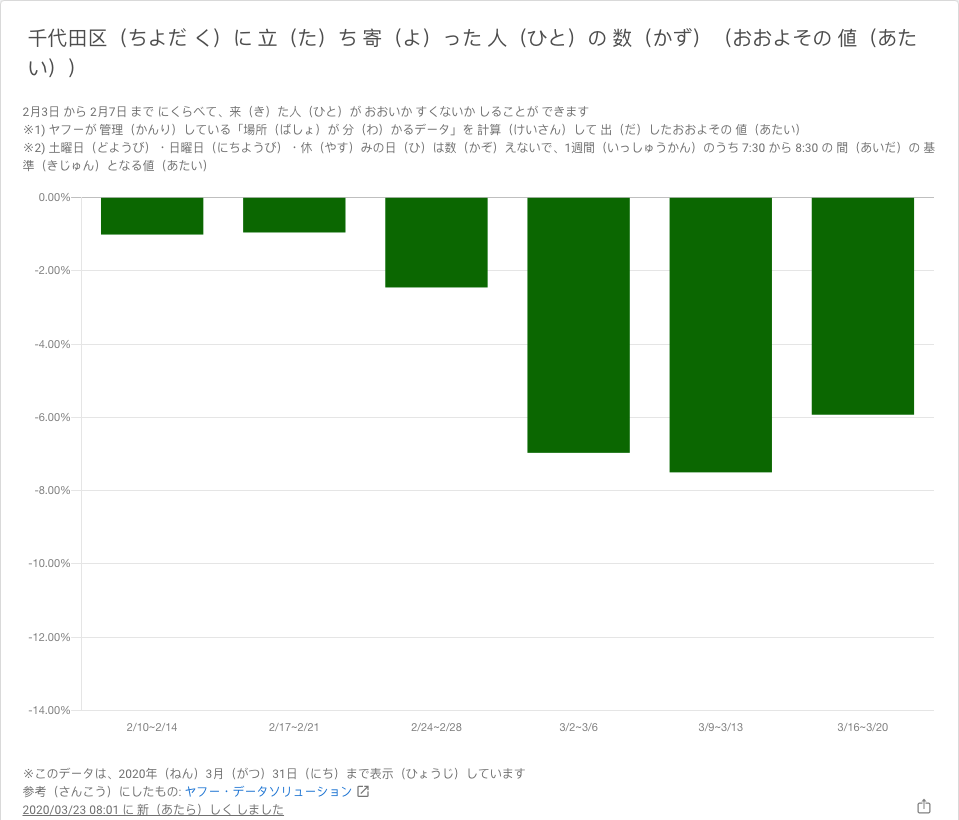 千代田区（ちよだ く）に 立（た）ち 寄（よ）った 人（ひと）の 数（かず）（おおよその 値（あた
い））
2月3日 から 2月7日 まで にくらべて、来（き）た人（ひと）が おおいか すくないか しることが できます
※1) ヤフーが 管理（かんり）している「場所（ばしょ）が 分（わ）かるデータ」を 計算（けいさん）して 出（だ）したおおよその 値（あたい）
※2) 土曜日（どようび）・日曜日（にちようび）・休（やす）みの日（ひ）は数（かぞ）えないで、1週間（いっしゅうかん）のうち 7:30 から 8:30 の 間（あいだ）の 基
準（きじゅん）となる値（あたい）
0.00%
-2.00%
-4.00%
-6.00%
-8.00%
-10.00%
-12.00%
-14.00%
2/10~2/14 2/17~2/21 2/24~2/28 3/2~3/6 3/9~3/13 3/16~3/20
※このデータは、2020年（ねん）3月（がつ）31日（にち）まで表示（ひょうじ）しています
参考（さんこう）にしたもの: ヤフー・データソリューション
2020/03/23 08:01 に 新（あたら）しく しました